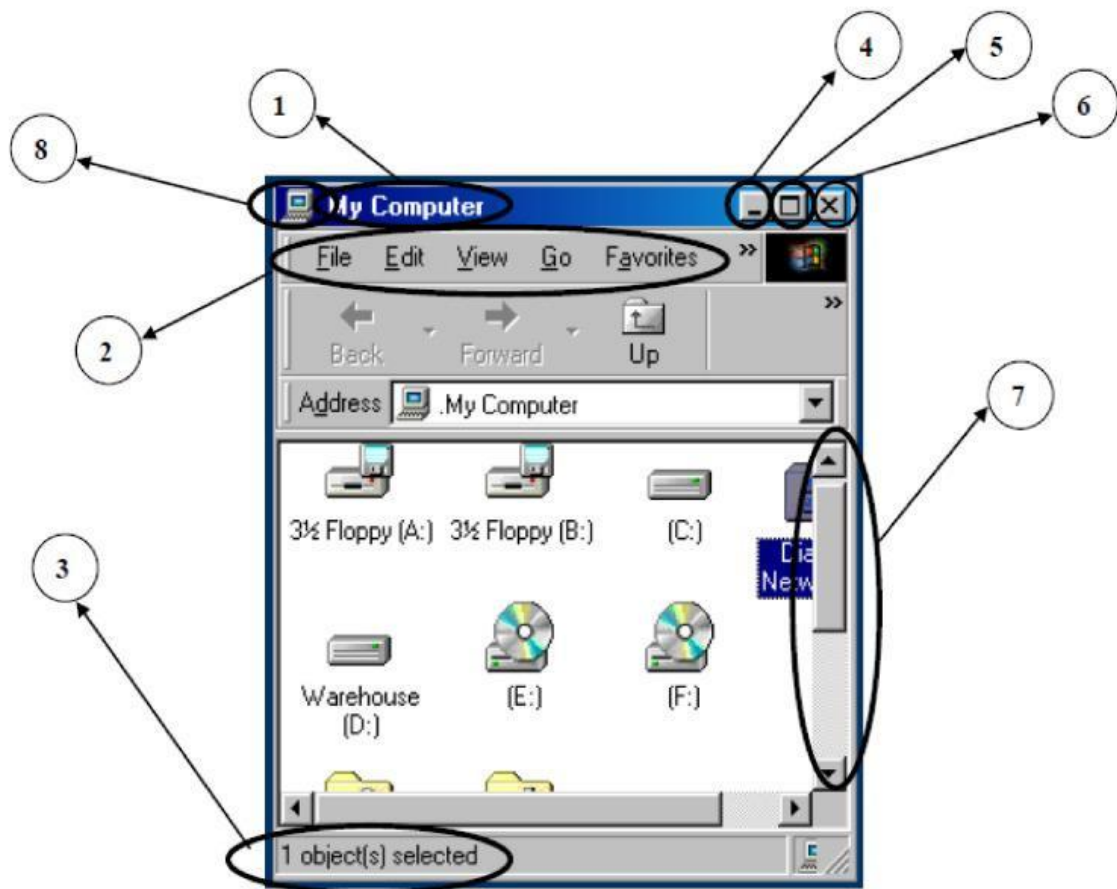 4
5
1
6
8
My Computer
File Edit View Go Favorites »
»
2
Back Forward Up
Address .My Computer
7
3½ Floppy (A:) 3½ Floppy (B:) (C:)
3
Warehouse (D:) (E:) (F:)
1 object(s) selected